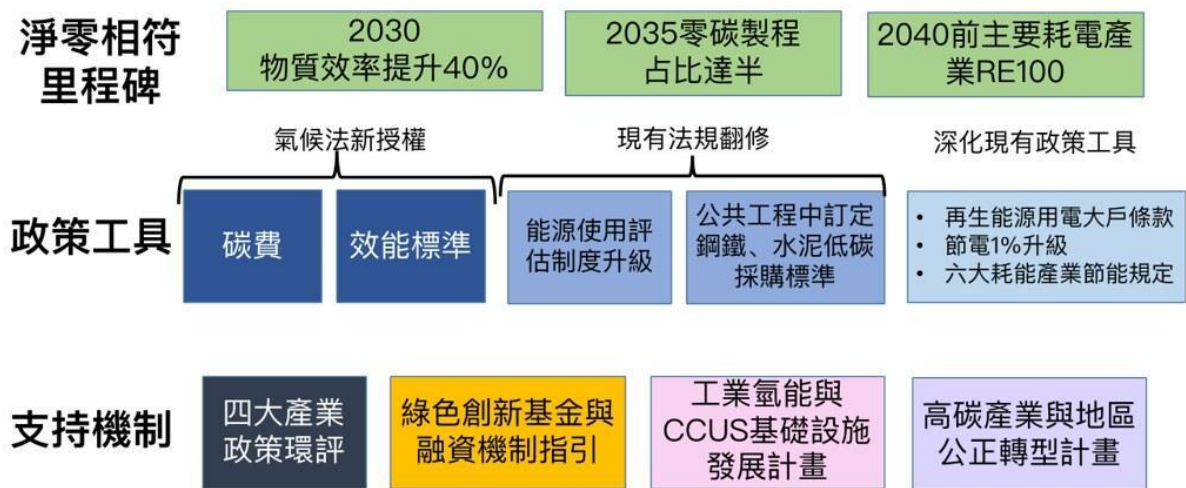 淨零相符
里程碑
2030
物質效率提升40%
2035零碳製程
占比達半
2040前主要耗電產
業RE100
氣候法新授權
現有法規翻修
深化現有政策工具
政策工具
碳費
效能標準
能源使用評
估制度升級
公共工程中訂定
鋼鐵、水泥低碳
採購標準
• 再生能源用電大戶條款
• 節電1%升級
• 六大耗能產業節能規定
支持機制
四大產業
政策環評
綠色創新基金與
融資機制指引
工業氫能與
CCUS基礎設施
發展計畫
高碳產業與地區
公正轉型計畫